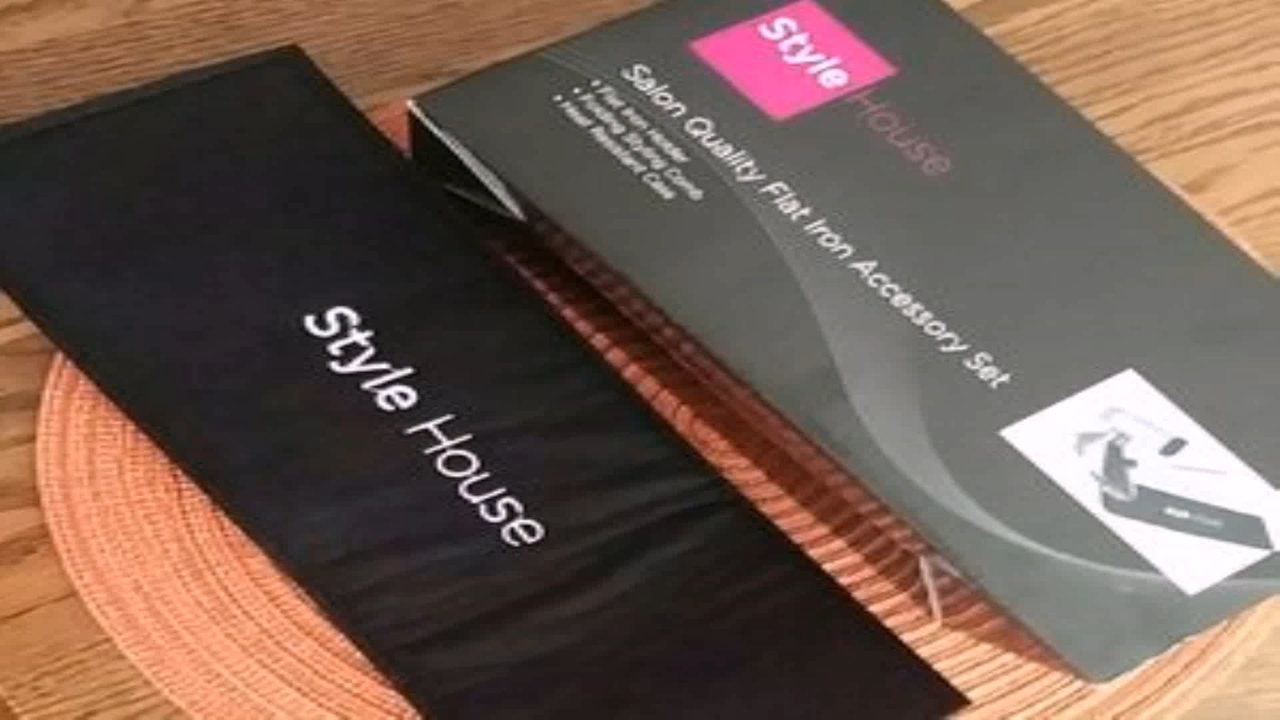 Style House
Style
House
Salon Quality Flat Iron Accessory Set
• Flat Iron Holder
• Folding Styling Comb
• Heat Resistant Case